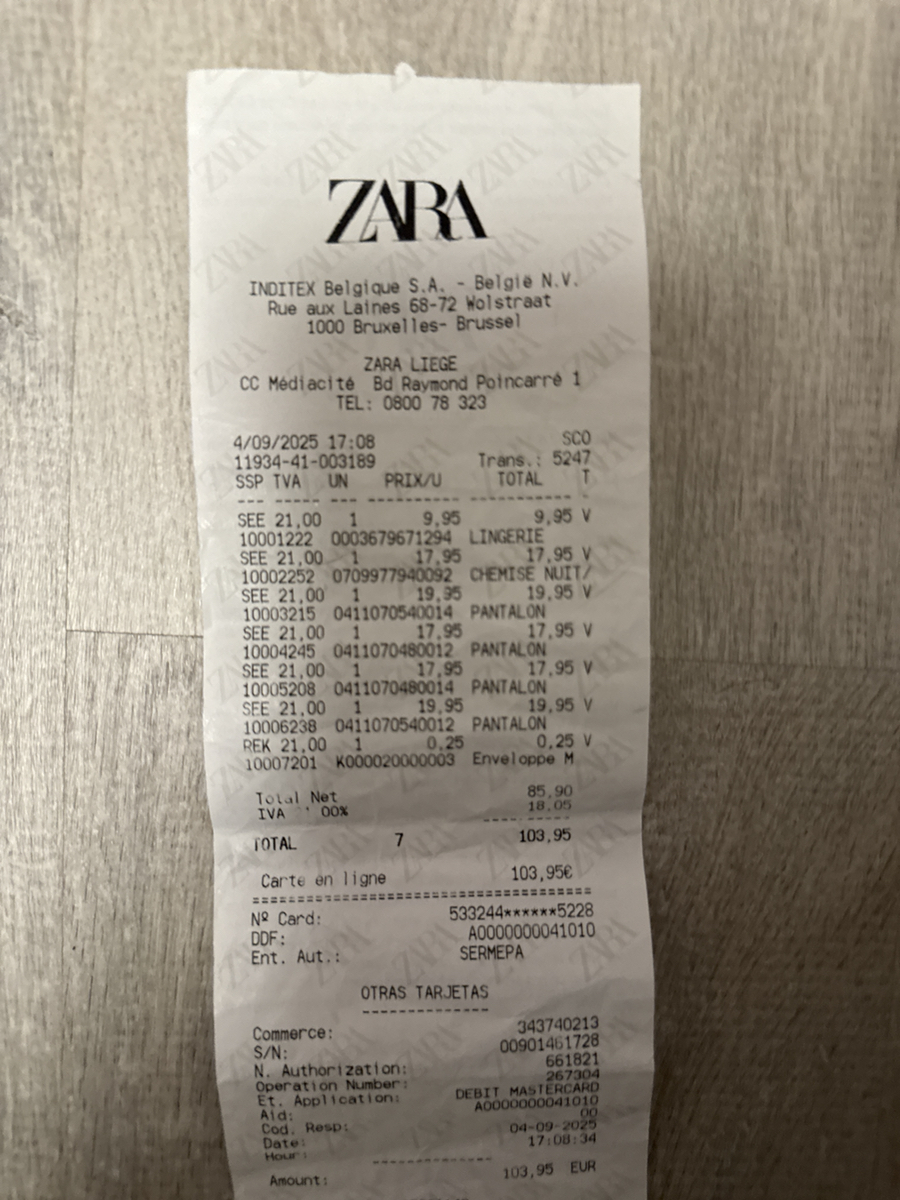 ZARA
INDITEX Belgique S.A. - België N.V.
Rue aux Laines 68-72 Wolstraat
1000 Bruxelles- Brussel
ZARA LIEGE
CC Médiacité Bd Raymond Poincarré 1
TEL: 0800 78 323
4/09/2025 17:08 SCO
11934-41-003189 Trans.: 5247
SSP TVA UN PRIX/U TOTAL T
--- ----- --- ---------- ----------- -
SEE 21,00 1 9,95 9,95 V
10001222 0003679671294 LINGERIE
SEE 21,00 1 17,95 17,95 V
10002252 0709977940092 CHEMISE NUIT/
SEE 21,00 1 19,95 19,95 V
10003215 0411070540014 PANTALON
SEE 21,00 1 17,95 17,95 V
10004245 0411070480012 PANTALON
SEE 21,00 1 17,95 17,95 V
10005208 0411070480014 PANTALON
SEE 21,00 1 19,95 19,95 V
10006238 0411070540012 PANTALON
REK 21,00 1 0,25 0,25 V
10007201 K000020000003 Enveloppe M
Total Net 85,90
IVA 00% 18,05
TOTAL 7 103,95
Carte en ligne 103,95€
Nº Card: 533244******5228
DDF: A0000000041010
Ent. Aut.: SERMEPA
OTRAS TARJETAS
--------------
Commerce: 343740213
S/N: 00901461728
N. Authorization: 661821
Operation Number: 267304
Et. Application: DEBIT MASTERCARD
Aid: A0000000041010
Cod. Resp: 00
Date: 04-09-2025
Hour: 17:08:34
Amount: 103,95 EUR